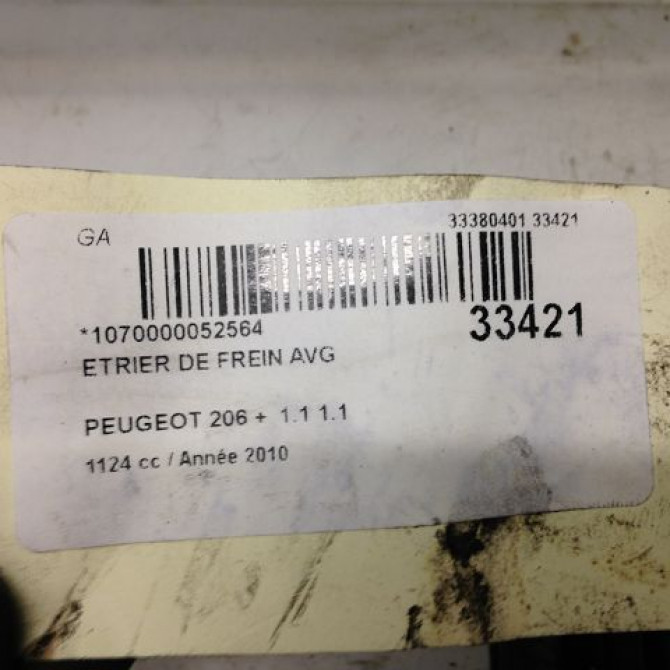 GA
33380401 33421
*1070000052564
33421
ETRIER DE FREIN AVG
PEUGEOT 206 + 1.1 1.1
1124 cc / Année 2010